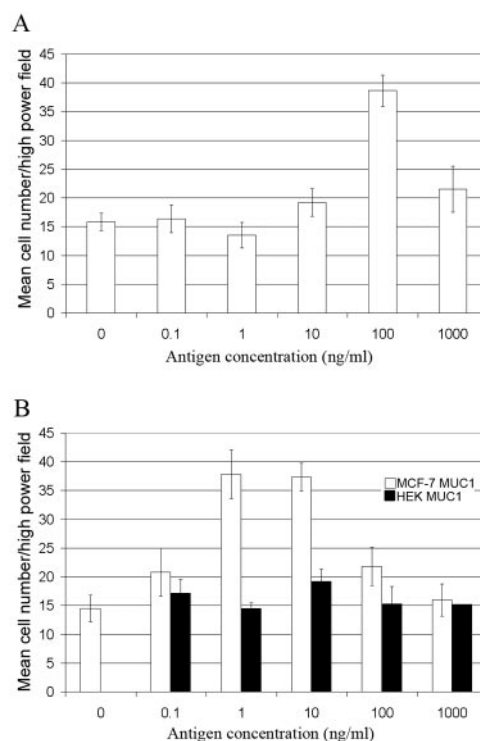 A
Mean cell number/high power field
45
40
35
30
25
20
15
10
5
0
0 0.1 1 10 100 1000
Antigen concentration (ng/ml)
B
Mean cell number/high power field
45
40
35
30
25
20
15
10
5
0
MCF-7 MUC1
HEK MUC1
0 0.1 1 10 100 1000
Antigen concentration (ng/ml)